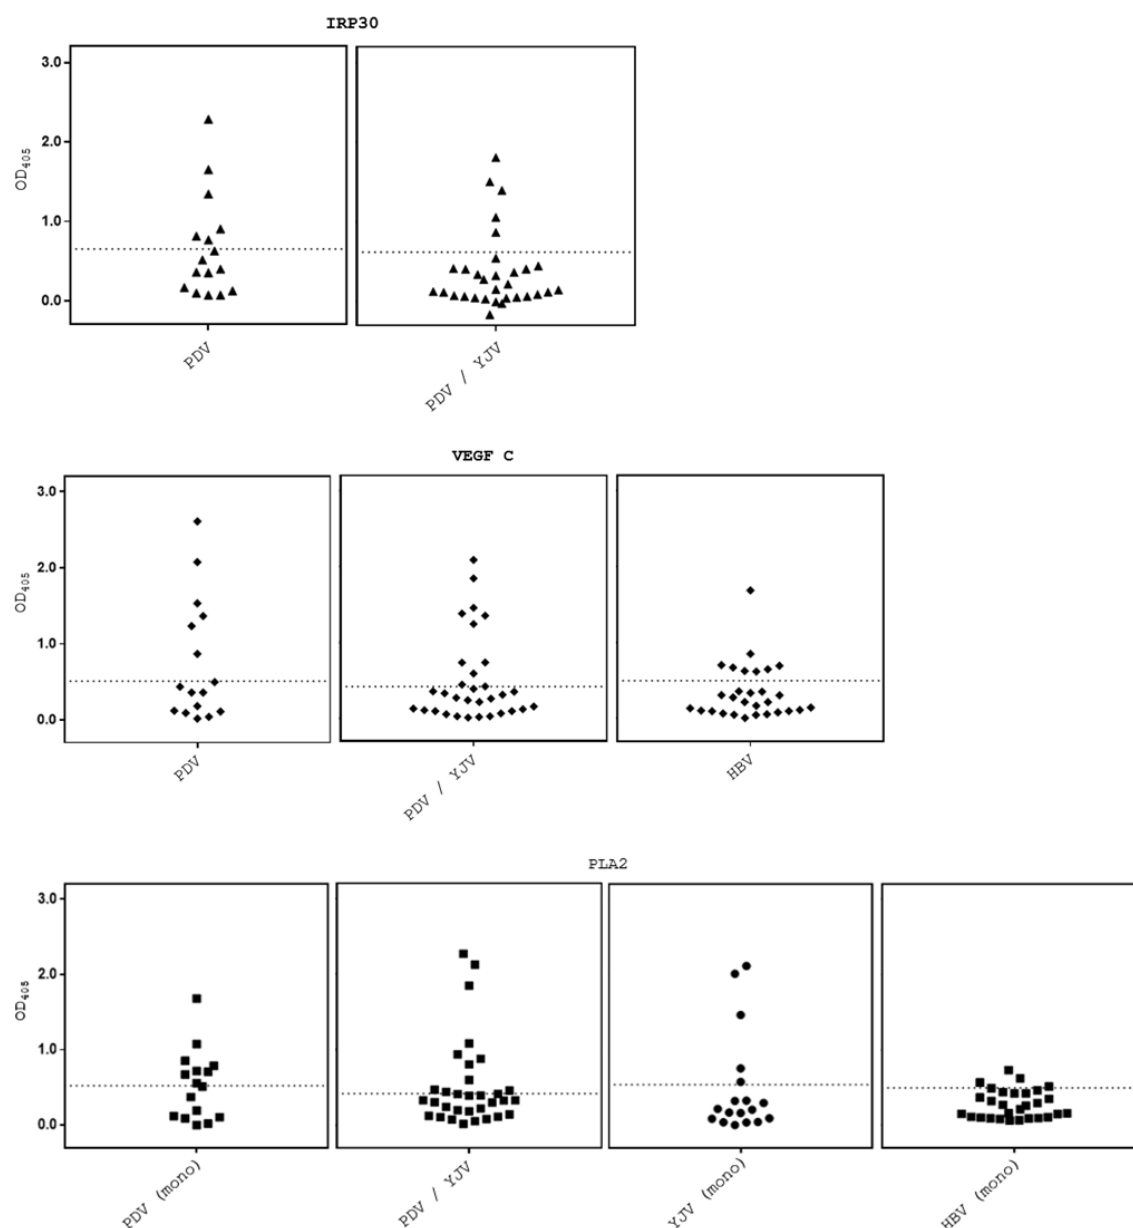 IRP30
3.0
2.0
1.0
0.0
OD405
PDV
PDV / YJV
VEGF C
3.0
2.0
1.0
0.0
OD405
PDV
PDV / YJV
HBV
PLA2
3.0
2.0
1.0
0.0
OD405
PDV (mono)
PDV / YJV
YJV (mono)
HBV (mono)